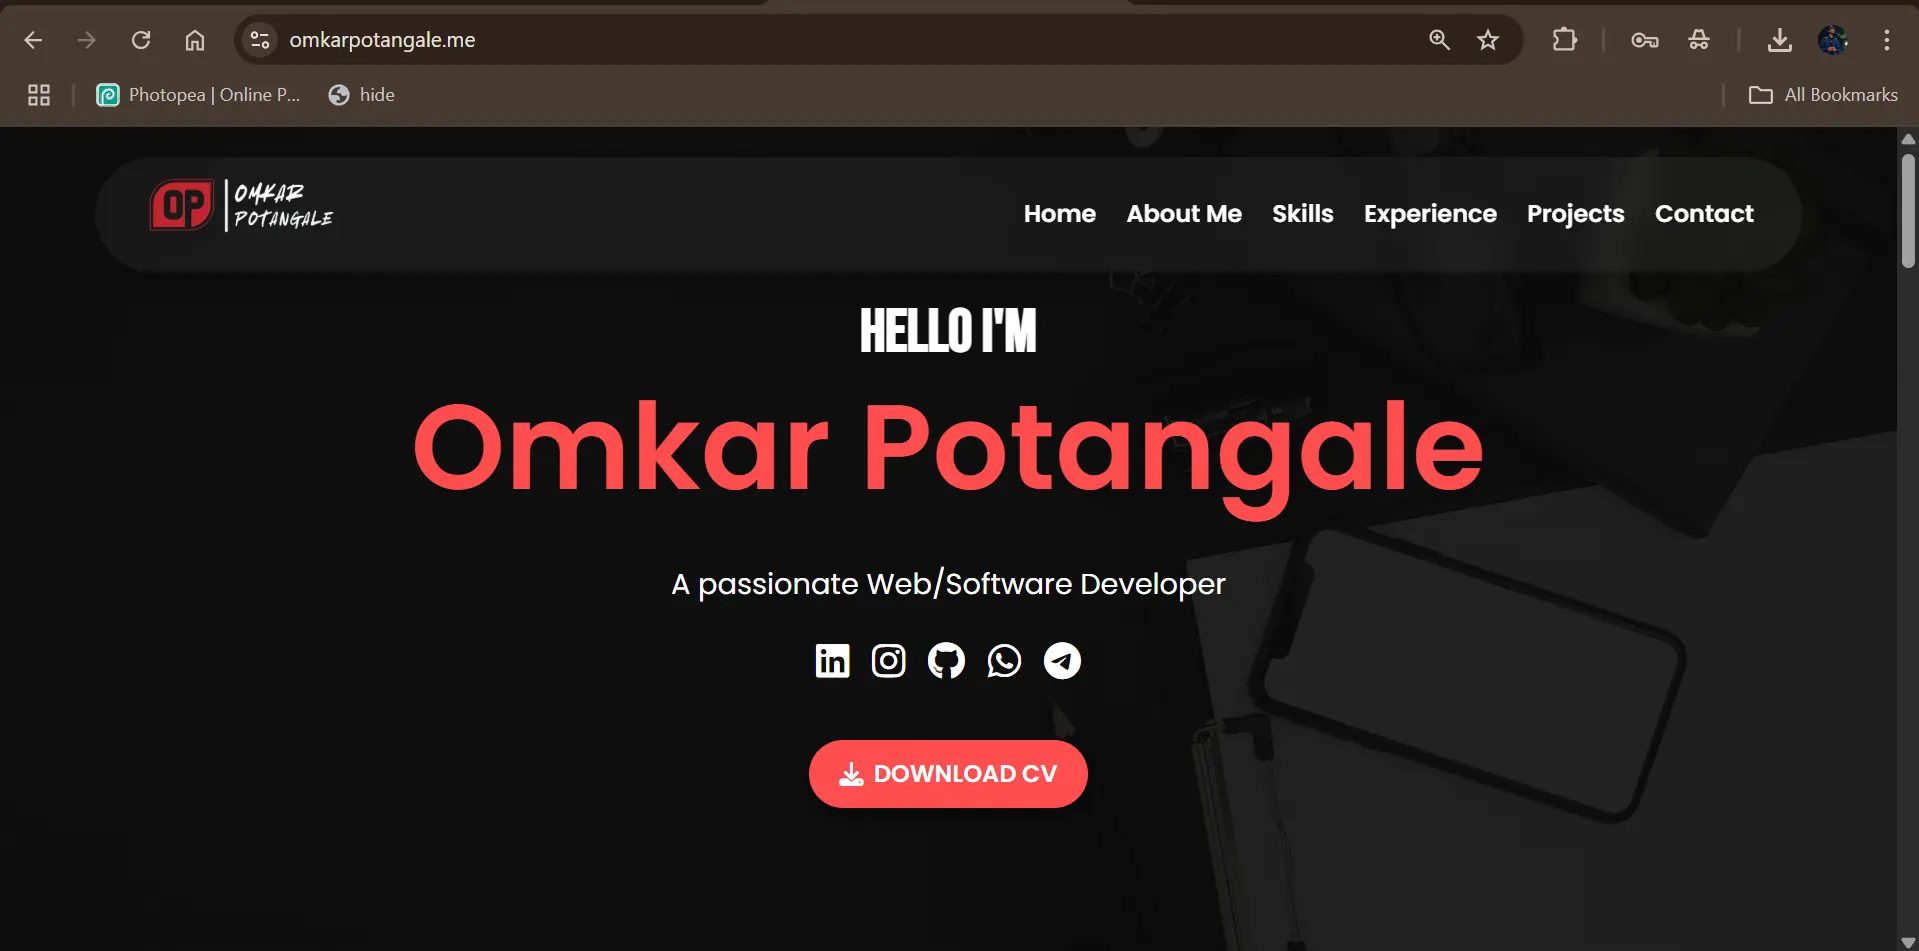 omkarpotangale.me
Photopea | Online P... hide All Bookmarks
OP OMKAR
POTANGALE
Home About Me Skills Experience Projects Contact
HELLO I'M
Omkar Potangale
A passionate Web/Software Developer
in
DOWNLOAD CV